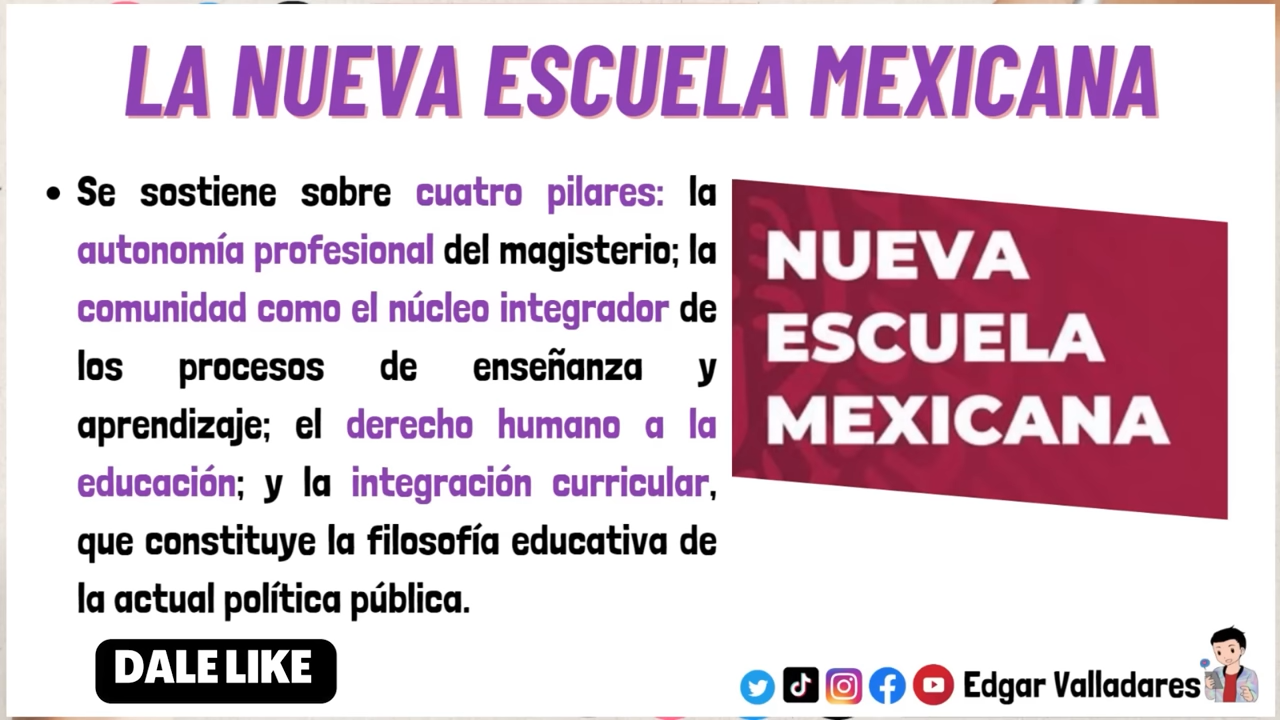 LA NUEVA ESCUELA MEXICANA
• Se sostiene sobre cuatro pilares: la
autonomía profesional del magisterio; la
comunidad como el núcleo integrador de
los procesos de enseñanza y
aprendizaje; el derecho humano a la
educación; y la integración curricular,
que constituye la filosofía educativa de
la actual política pública.
NUEVA
ESCUELA
MEXICANA
DALE LIKE
Edgar Valladares